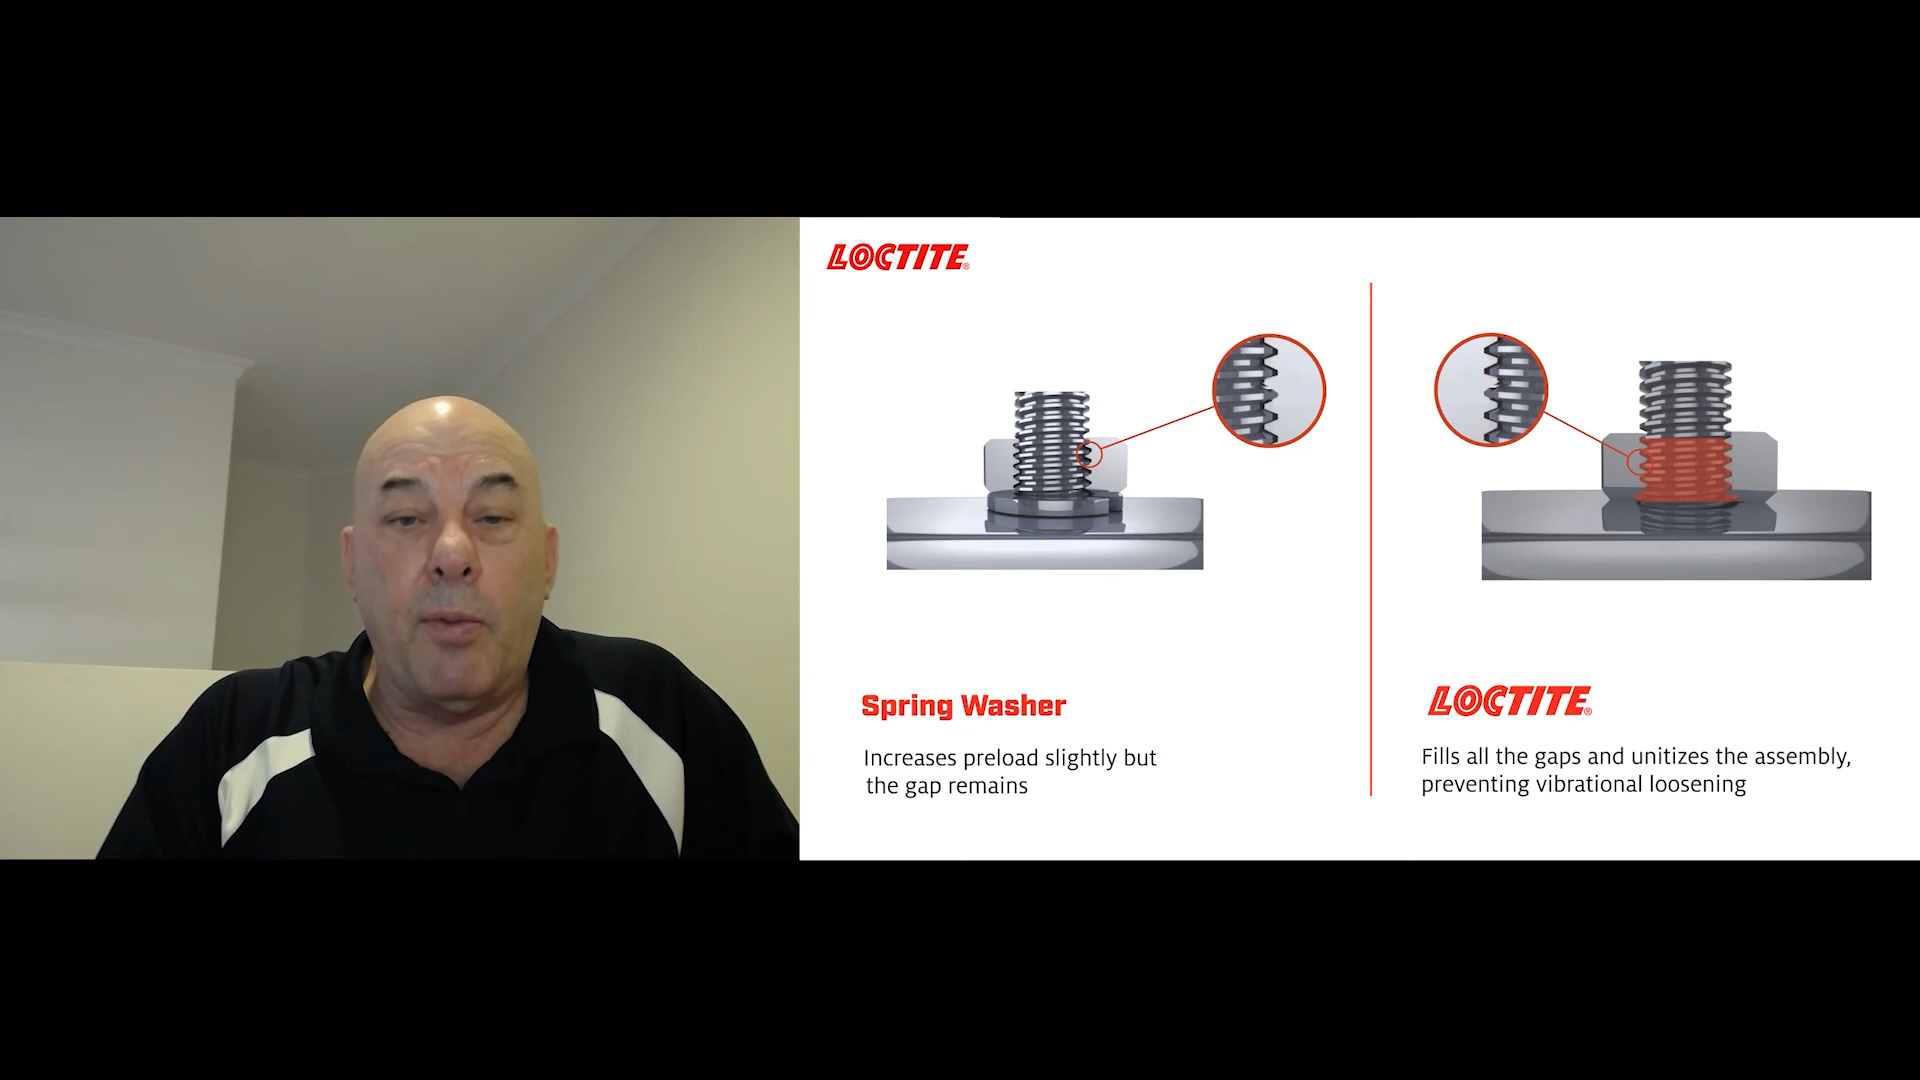 LOCTITE®
Spring Washer
Increases preload slightly but
the gap remains
LOCTITE®
Fills all the gaps and unitizes the assembly,
preventing vibrational loosening